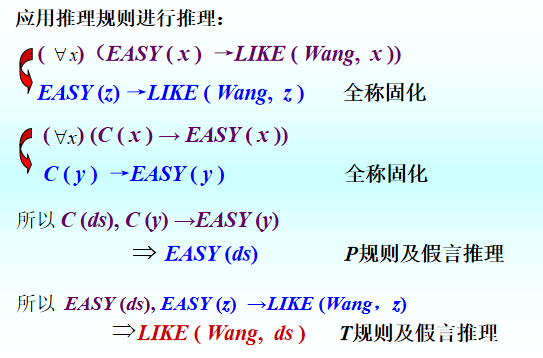 应用推理规则进行推理：
( ∀x)（EASY ( x ) →LIKE ( Wang, x ))
EASY (z) →LIKE ( Wang, z ) 全称固化
( ∀x) (C ( x ) → EASY ( x ))
C ( y ) →EASY ( y ) 全称固化
所以 C (ds), C (y) →EASY (y)
⇒ EASY (ds) P规则及假言推理
所以 EASY (ds), EASY (z) →LIKE (Wang，z)
⇒LIKE ( Wang, ds ) T规则及假言推理